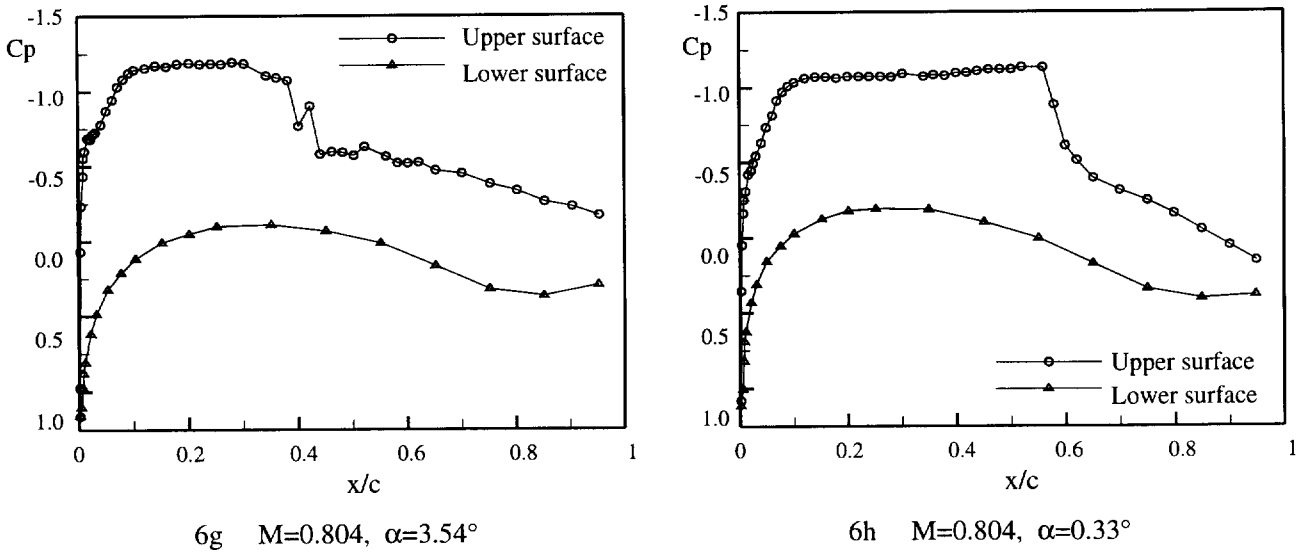 -1.5
Cp
-1.0
-0.5
0.0
0.5
1.0
Upper surface
Lower surface
0
0.2
0.4
0.6
0.8
1
x/c
6g M=0.804, α=3.54°
-1.5
Cp
-1.0
-0.5
0.0
0.5
1.0
Upper surface
Lower surface
0
0.2
0.4
0.6
0.8
1
x/c
6h M=0.804, α=0.33°